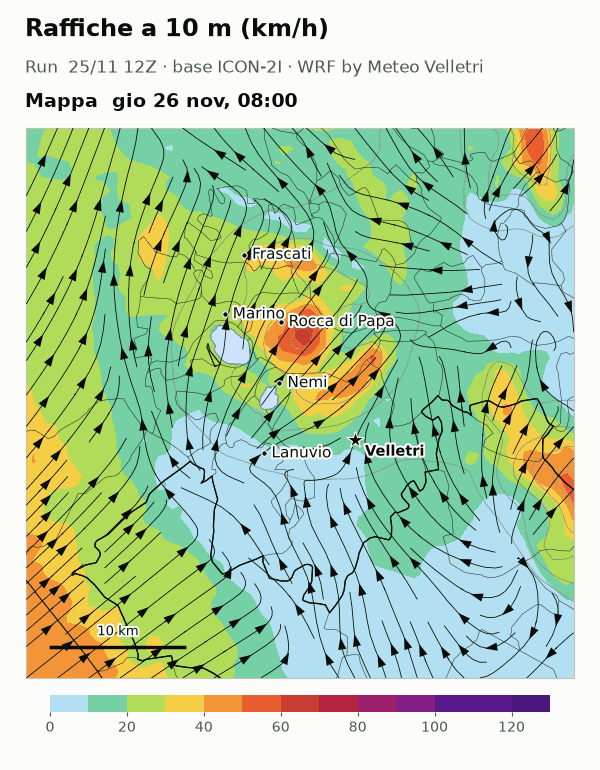 Raffiche a 10 m (km/h)
Run  25/11 12Z · base ICON-2I · WRF by Meteo Velletri
Mappa  gio 26 nov, 08:00
Frascati
Marino
Rocca di Papa
Nemi
Velletri
Lanuvio
10 km
0 20 40 60 80 100 120